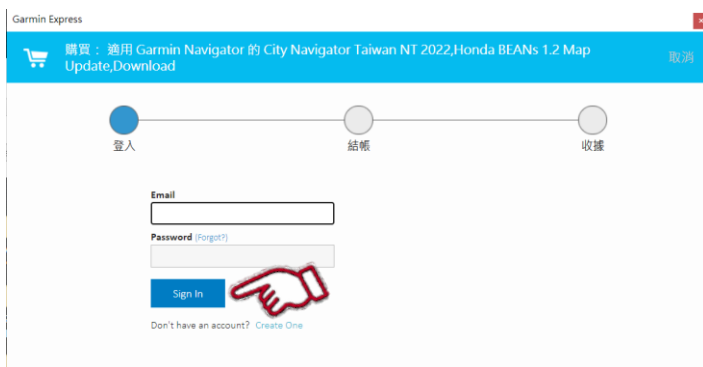 Garmin Express
購買： 適用 Garmin Navigator 的 City Navigator Taiwan NT 2022,Honda BEANs 1.2 Map
Update,Download
取消
登入
結帳
收據
Email
Password (Forgot?)
Sign In
Don't have an account? Create One